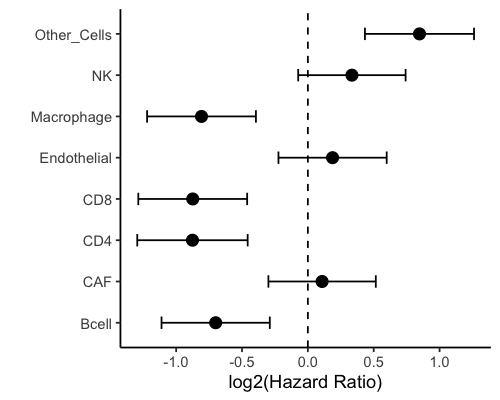 Other_Cells
NK
Macrophage
Endothelial
CD8
CD4
CAF
Bcell
-1.0 -0.5 0.0 0.5 1.0
log2(Hazard Ratio)